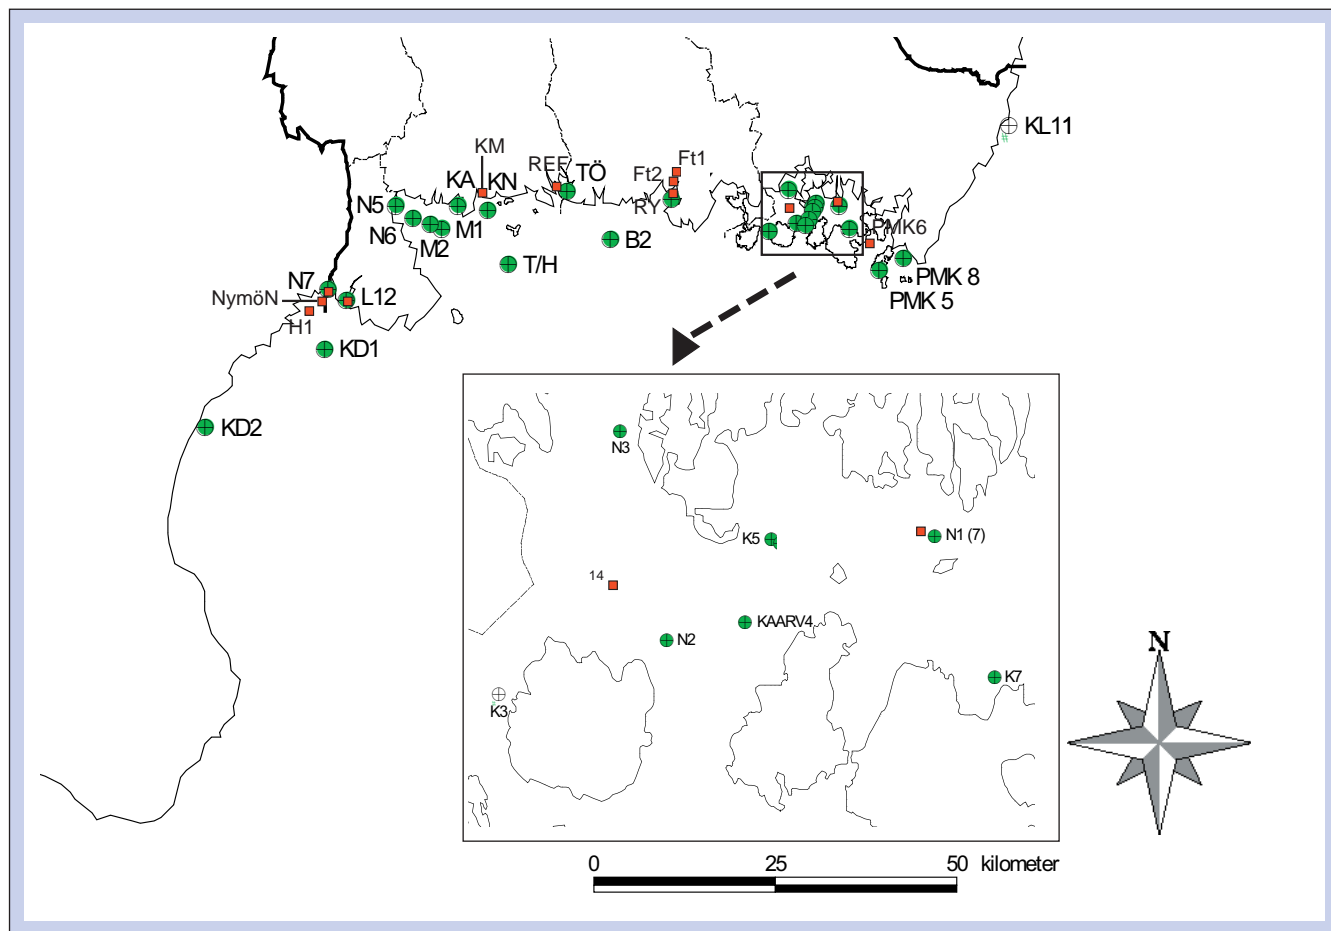 KL11
KM
REF
TÖ
Ft1
Ft2
KA
KN
N5
RY
M1
N6
M2
B2
PMK6
T/H
PMK 8
N7
PMK 5
NymöN
L12
H1
KD1
KD2
N3
K5
N1 (7)
14
KAARV4
N2
K7
K3
N
0 25 50 kilometer